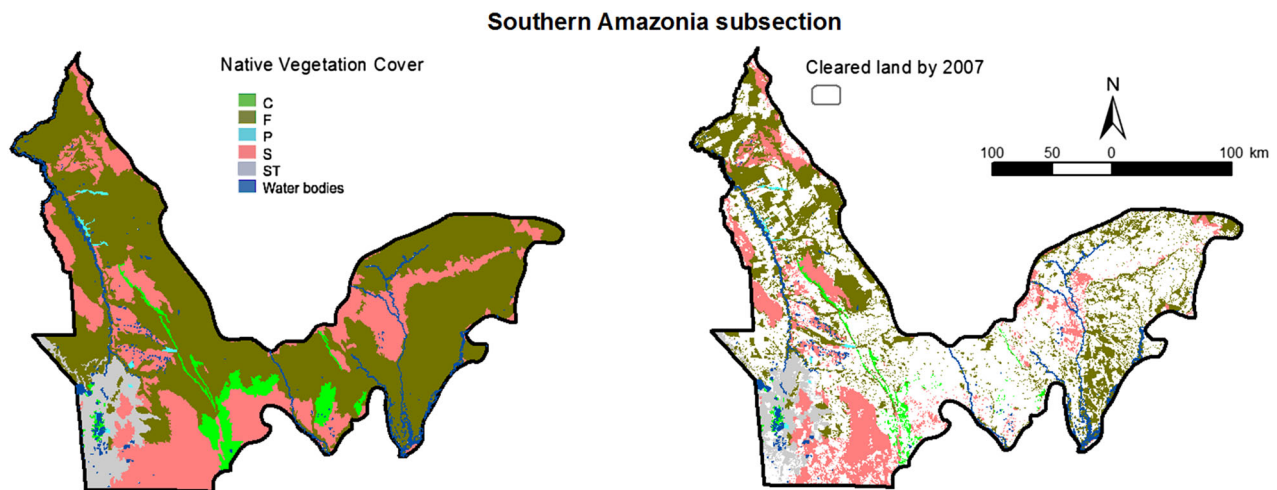 Southern Amazonia subsection
Native Vegetation Cover
C
F
P
S
ST
Water bodies
Cleared land by 2007
N
100 50 0 100 km